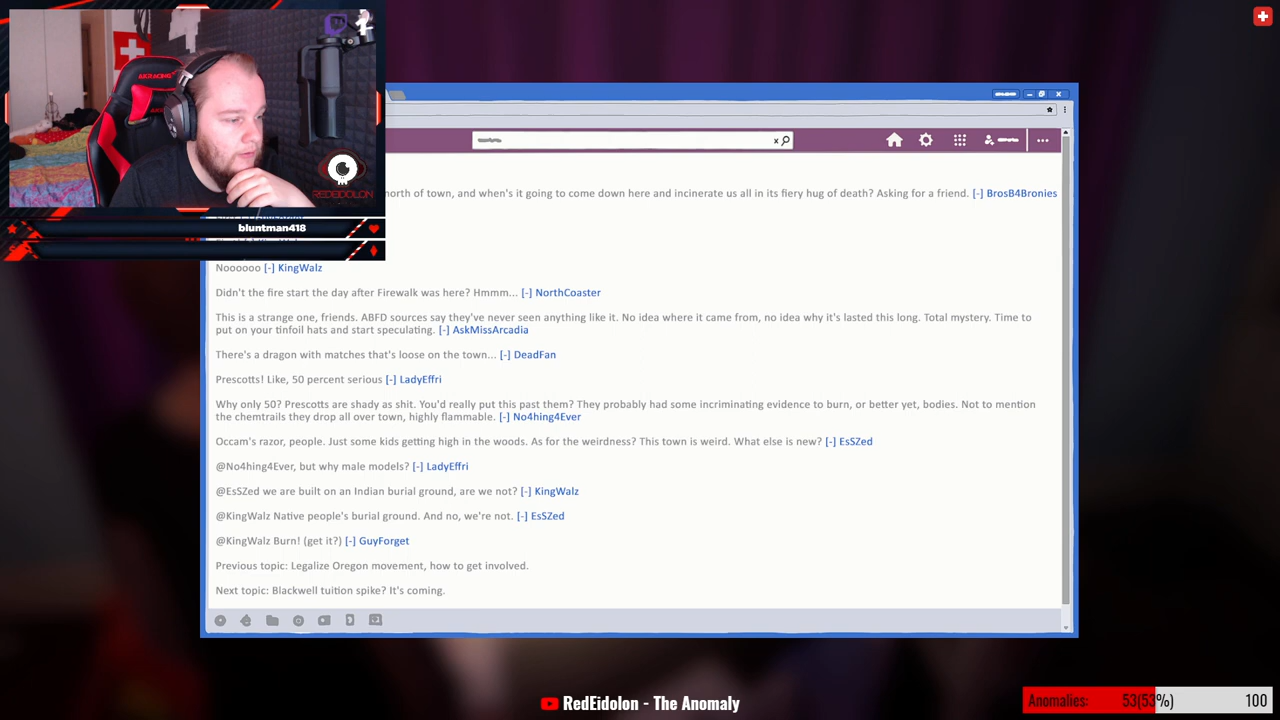 AKRACING
REDEIDOLON
bluntman418
north of town, and when's it going to come down here and incinerate us all in its fiery hug of death? Asking for a friend. [-] BrosB4Bronies
Noooooo [-] KingWalz
Didn't the fire start the day after Firewalk was here? Hmmm... [-] NorthCoaster
This is a strange one, friends. ABFD sources say they've never seen anything like it. No idea where it came from, no idea why it's lasted this long. Total mystery. Time to
put on your tinfoil hats and start speculating. [-] AskMissArcadia
There's a dragon with matches that's loose on the town... [-] DeadFan
Prescotts! Like, 50 percent serious [-] LadyEffri
Why only 50? Prescotts are shady as shit. You'd really put this past them? They probably had some incriminating evidence to burn, or better yet, bodies. Not to mention
the chemtrails they drop all over town, highly flammable. [-] No4hing4Ever
Occam's razor, people. Just some kids getting high in the woods. As for the weirdness? This town is weird. What else is new? [-] EsSZed
@No4hing4Ever, but why male models? [-] LadyEffri
@EsSZed we are built on an Indian burial ground, are we not? [-] KingWalz
@KingWalz Native people's burial ground. And no, we're not. [-] EsSZed
@KingWalz Burn! (get it?) [-] GuyForget
Previous topic: Legalize Oregon movement, how to get involved.
Next topic: Blackwell tuition spike? It's coming.
RedEidolon - The Anomaly
Anomalies: 53(53%) 100